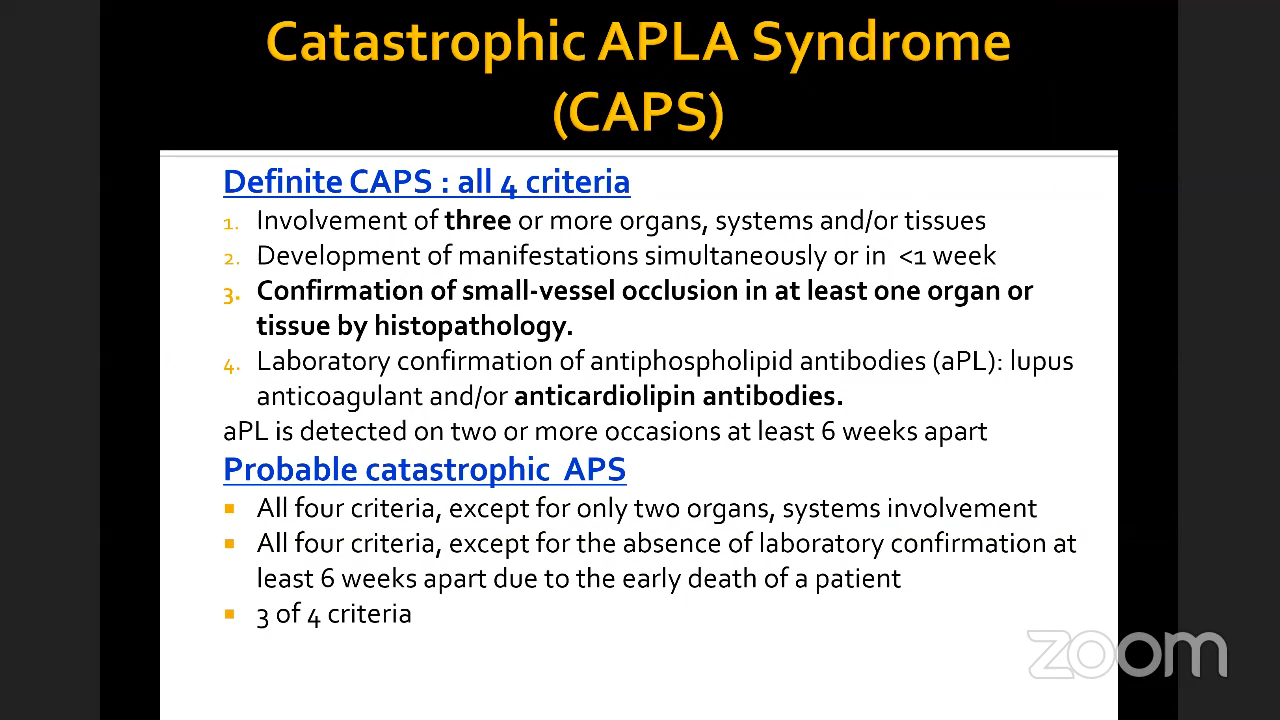 Catastrophic APLA Syndrome
(CAPS)
Definite CAPS : all 4 criteria
1. Involvement of three or more organs, systems and/or tissues
2. Development of manifestations simultaneously or in <1 week
3. Confirmation of small-vessel occlusion in at least one organ or
tissue by histopathology.
4. Laboratory confirmation of antiphospholipid antibodies (aPL): lupus
anticoagulant and/or anticardiolipin antibodies.
aPL is detected on two or more occasions at least 6 weeks apart
Probable catastrophic APS
■ All four criteria, except for only two organs, systems involvement
■ All four criteria, except for the absence of laboratory confirmation at
least 6 weeks apart due to the early death of a patient
■ 3 of 4 criteria
zoom